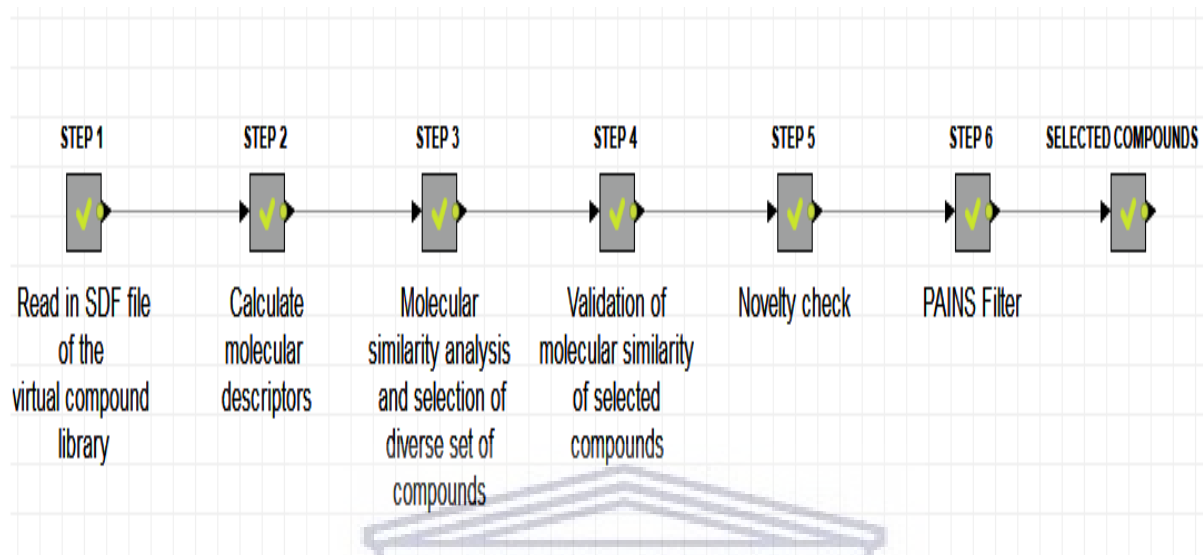 STEP 1
STEP 2
STEP 3
STEP 4
STEP 5
STEP 6
SELECTED COMPOUNDS
Read in SDF file
of the
virtual compound
library
Calculate
molecular
descriptors
Molecular
similarity analysis
and selection of
diverse set of
compounds
Validation of
molecular similarity
of selected
compounds
Novelty check
PAINS Filter